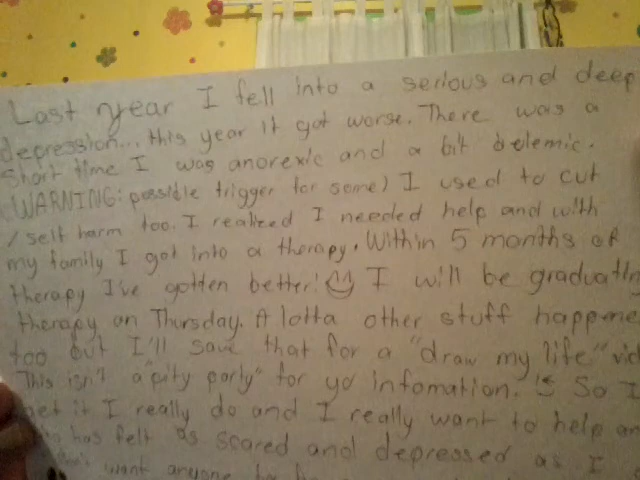 Last year I fell into a serious and deep
depression... this year it got worse. There was a
short time I was anorexic and a bit belemic.
(WARNING: possible trigger for some) I used to cut
/ self harm too. I realized I needed help and with
my family I got into a therapy. Within 5 months of
therapy I've gotten better! I will be graduatin
therapy on Thursday. A lotta other stuff happene
too but I'll save that for a "draw my life" vid
This isn't a "pity party" for yo infomation. So I
get it I really do and I really want to help an
has felt as scared and depressed as I
want anyone